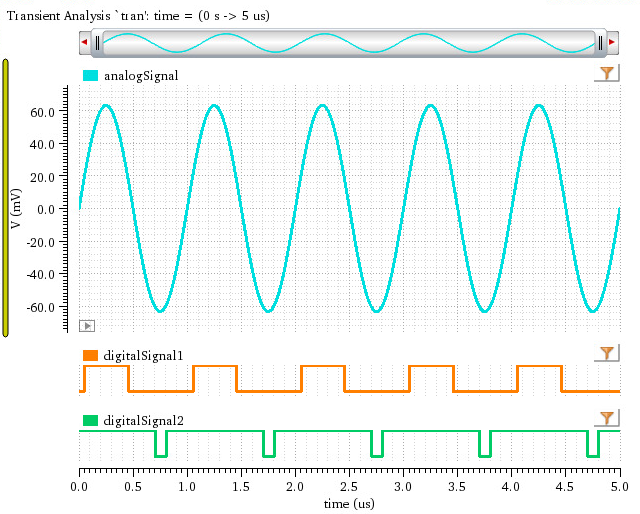 Transient Analysis `tran': time = (0 s -> 5 us)
analogSignal
60.0
40.0
20.0
0.0
-20.0
-40.0
-60.0
V (mV)
digitalSignal1
digitalSignal2
0.0 0.5 1.0 1.5 2.0 2.5 3.0 3.5 4.0 4.5 5.0
time (us)